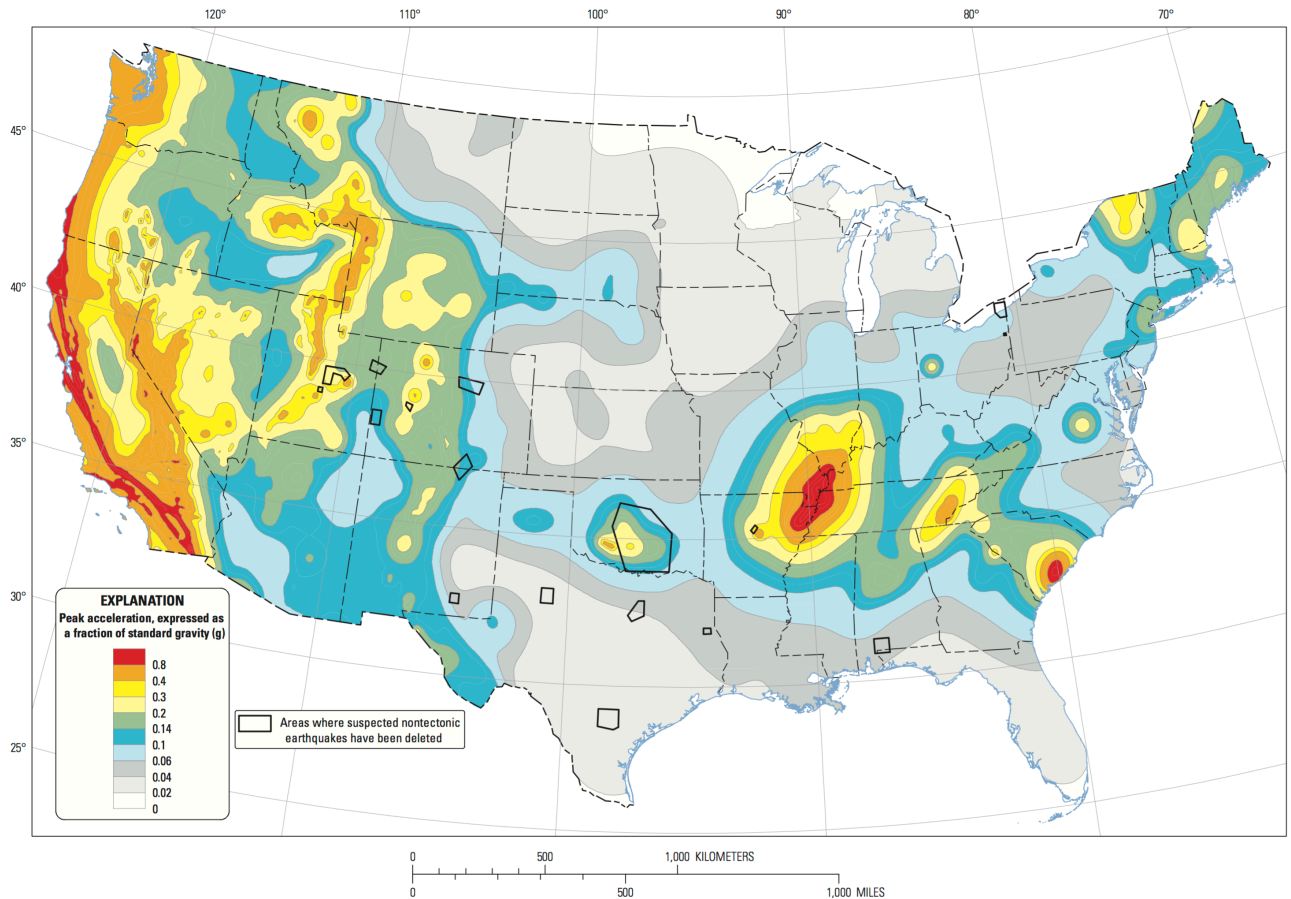 120° 110° 100° 90° 80° 70°
45°
40°
35°
30°
25°
EXPLANATION
Peak acceleration, expressed as
a fraction of standard gravity (g)
0.8
0.4
0.3
0.2
0.14
0.1
0.06
0.04
0.02
0
Areas where suspected nontectonic
earthquakes have been deleted
0 500 1,000 KILOMETERS
0 500 1,000 MILES